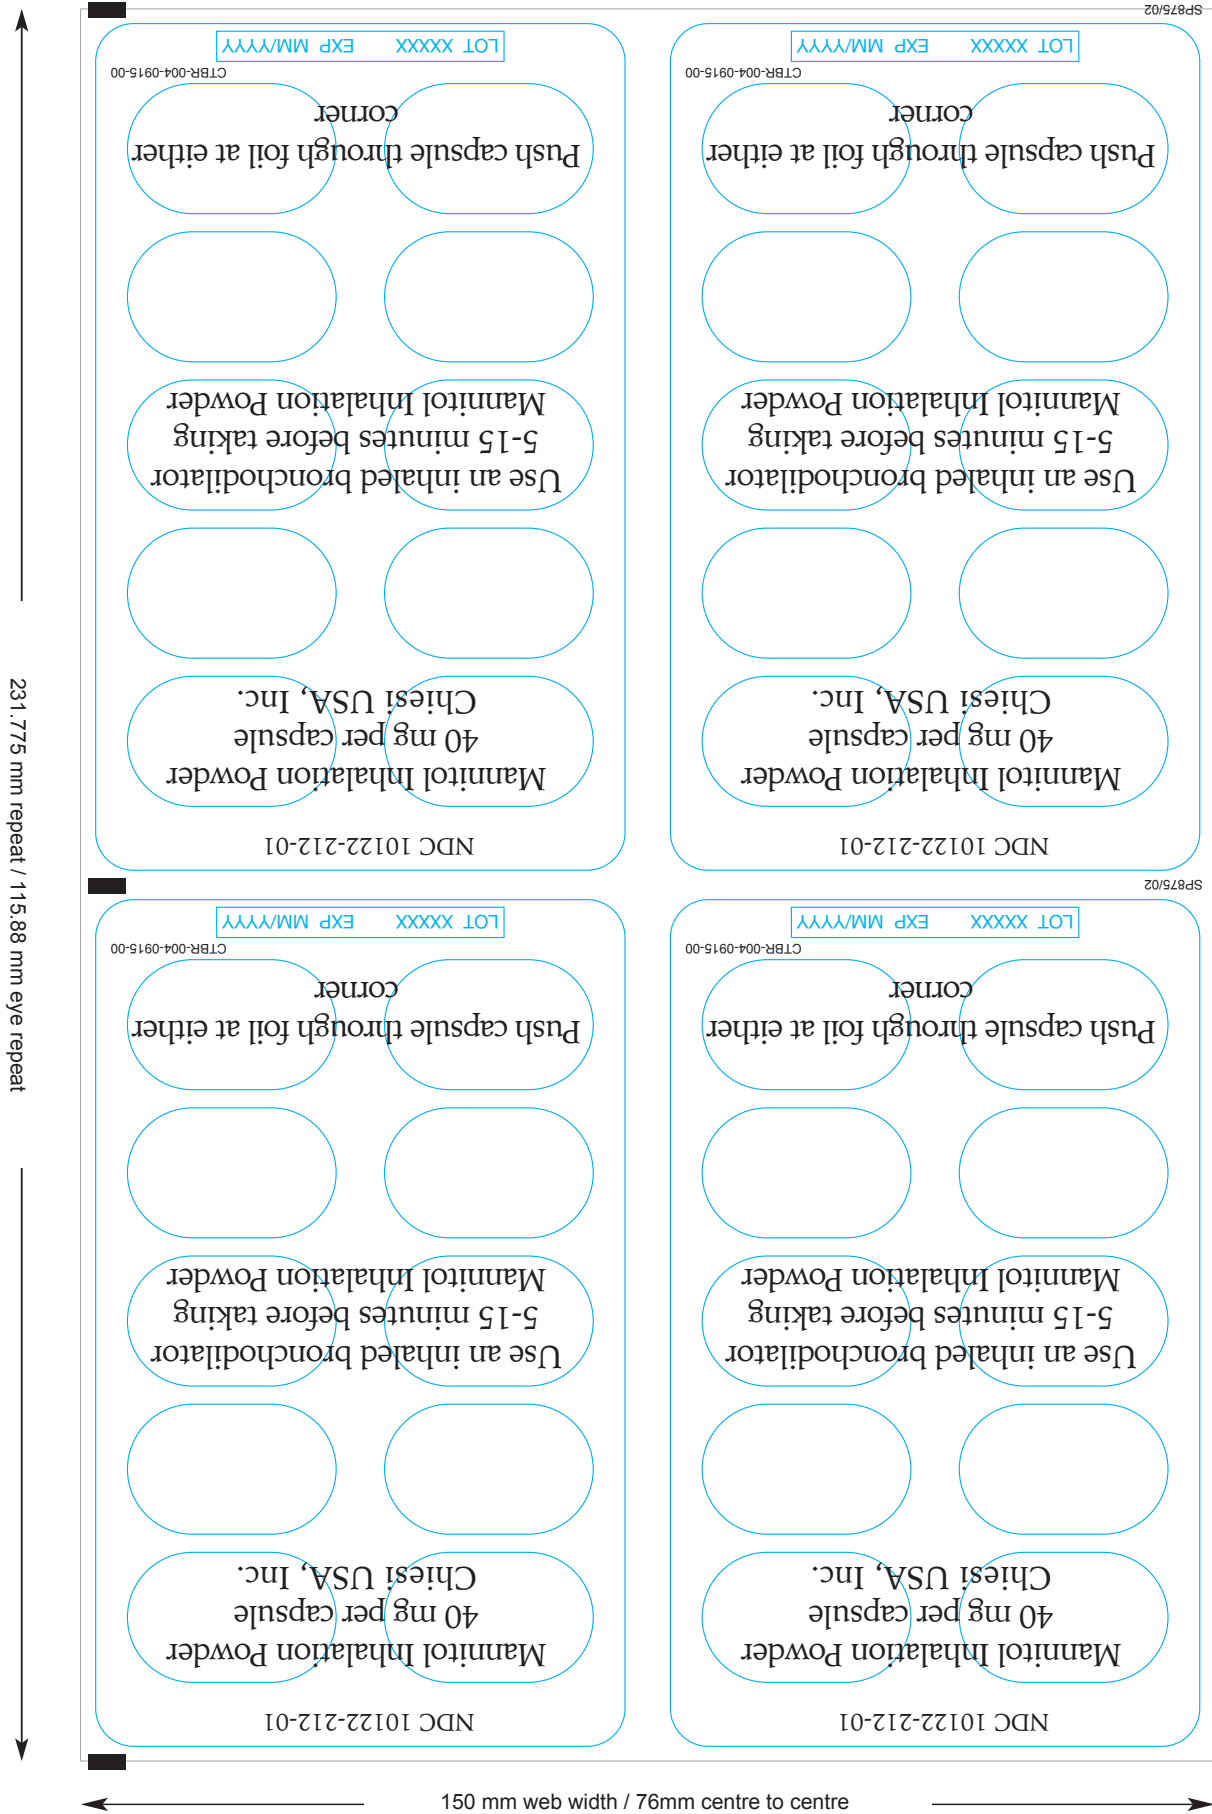 NDC 10122-212-01
Mannitol Inhalation Powder
40 mg per capsule
Chiesi USA, Inc.
Use an inhaled bronchodilator
5-15 minutes before taking
Mannitol Inhalation Powder
Push capsule through foil at either
corner
CTBR-004-0915-00
LOT XXXXX EXP MM/YYYY
SP875/02
NDC 10122-212-01
Mannitol Inhalation Powder
40 mg per capsule
Chiesi USA, Inc.
Use an inhaled bronchodilator
5-15 minutes before taking
Mannitol Inhalation Powder
Push capsule through foil at either
corner
CTBR-004-0915-00
LOT XXXXX EXP MM/YYYY
NDC 10122-212-01
Mannitol Inhalation Powder
40 mg per capsule
Chiesi USA, Inc.
Use an inhaled bronchodilator
5-15 minutes before taking
Mannitol Inhalation Powder
Push capsule through foil at either
corner
CTBR-004-0915-00
LOT XXXXX EXP MM/YYYY
SP875/02
NDC 10122-212-01
Mannitol Inhalation Powder
40 mg per capsule
Chiesi USA, Inc.
Use an inhaled bronchodilator
5-15 minutes before taking
Mannitol Inhalation Powder
Push capsule through foil at either
corner
CTBR-004-0915-00
LOT XXXXX EXP MM/YYYY
231.775 mm repeat / 115.88 mm eye repeat
150 mm web width / 76mm centre to centre